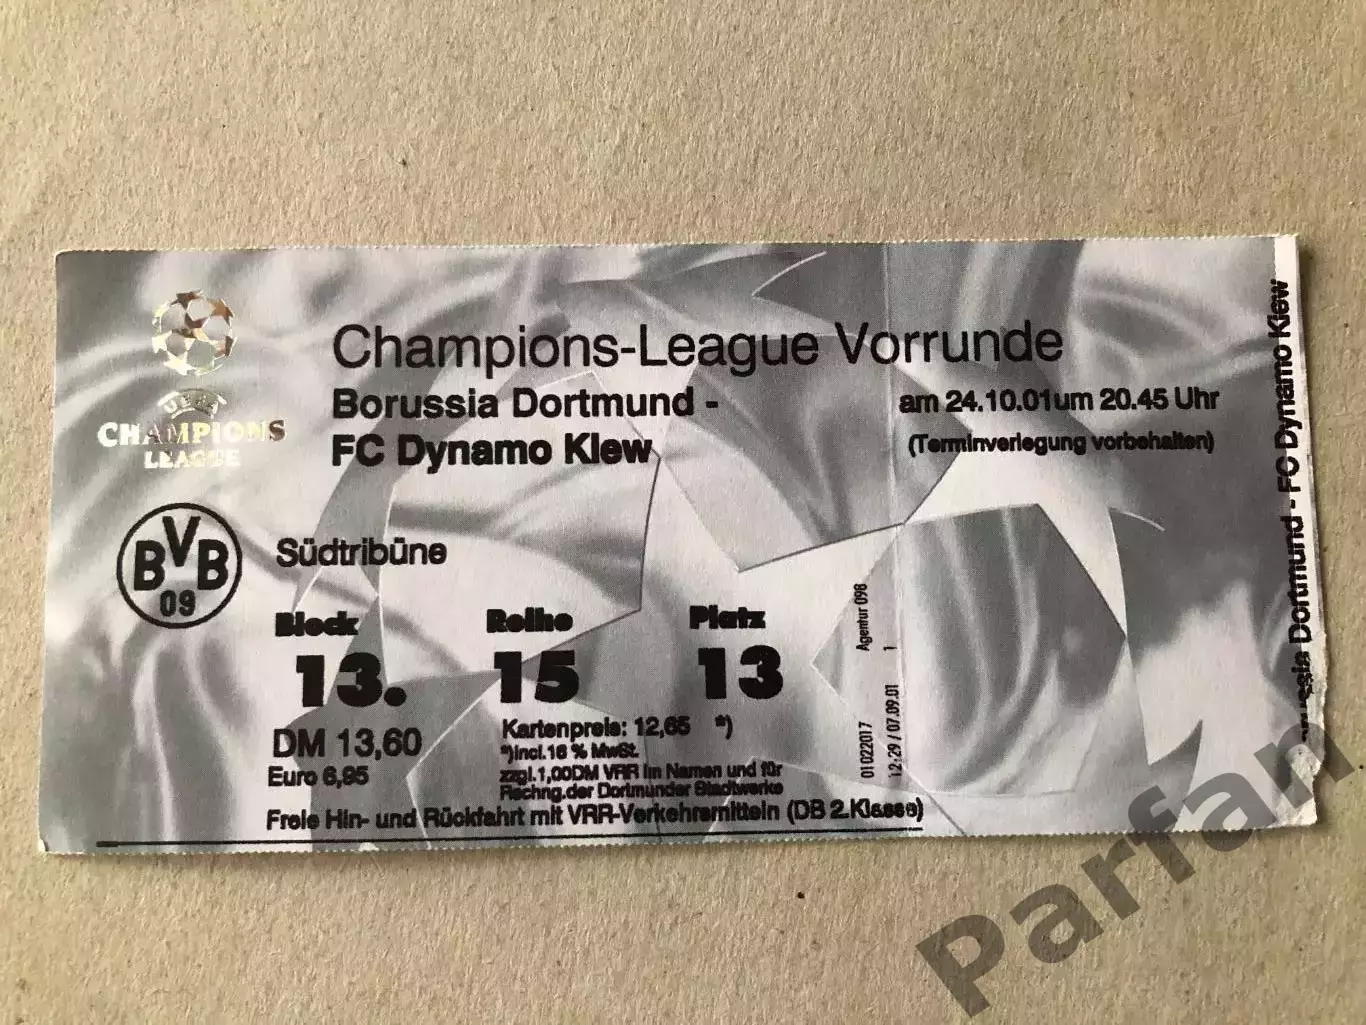 Champions-League Vorrunde
Borussia Dortmund -
FC Dynamo Kiew
am 24.10.01 um 20.45 Uhr
(Terminverlegung vorbehalten)
UEFA
CHAMPIONS
LEAGUE
BVB
09
Südtribüne
Block Reihe Platz
13. 15 13
DM 13,60
Euro 6,95
Kartenpreis: 12,65 *)
*)incl.16 % MwSt.
zzgl.1,00DM VRR im Namen und für
Rechng.der Dortmunder Stadtwerke
Freie Hin- und Rückfahrt mit VRR-Verkehrsmitteln (DB 2.Klasse)
01022017 Agentur 098
12:29 / 07.09.01 1
Dortmund - FC Dynamo Kiew
Parfan